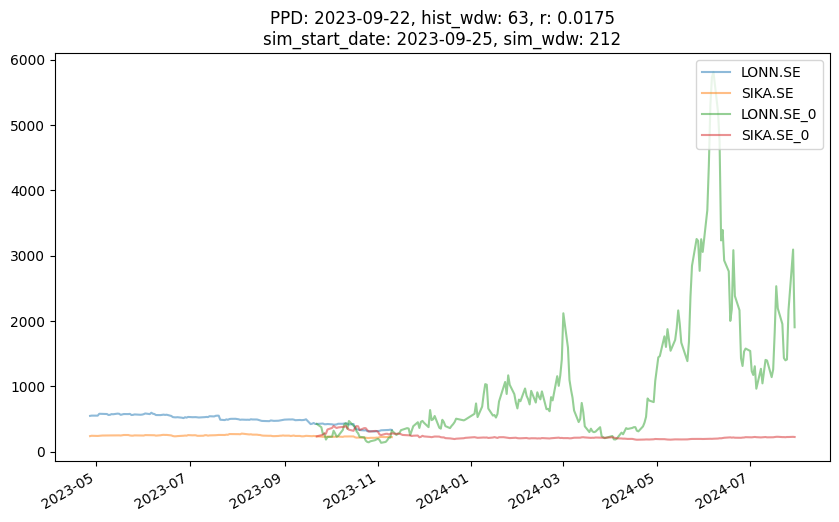 PPD: 2023-09-22, hist_wdw: 63, r: 0.0175
sim_start_date: 2023-09-25, sim_wdw: 212
6000
5000
4000
3000
2000
1000
0
LONN.SE
SIKA.SE
LONN.SE_0
SIKA.SE_0
2023-05
2023-07
2023-09
2023-11
2024-01
2024-03
2024-05
2024-07